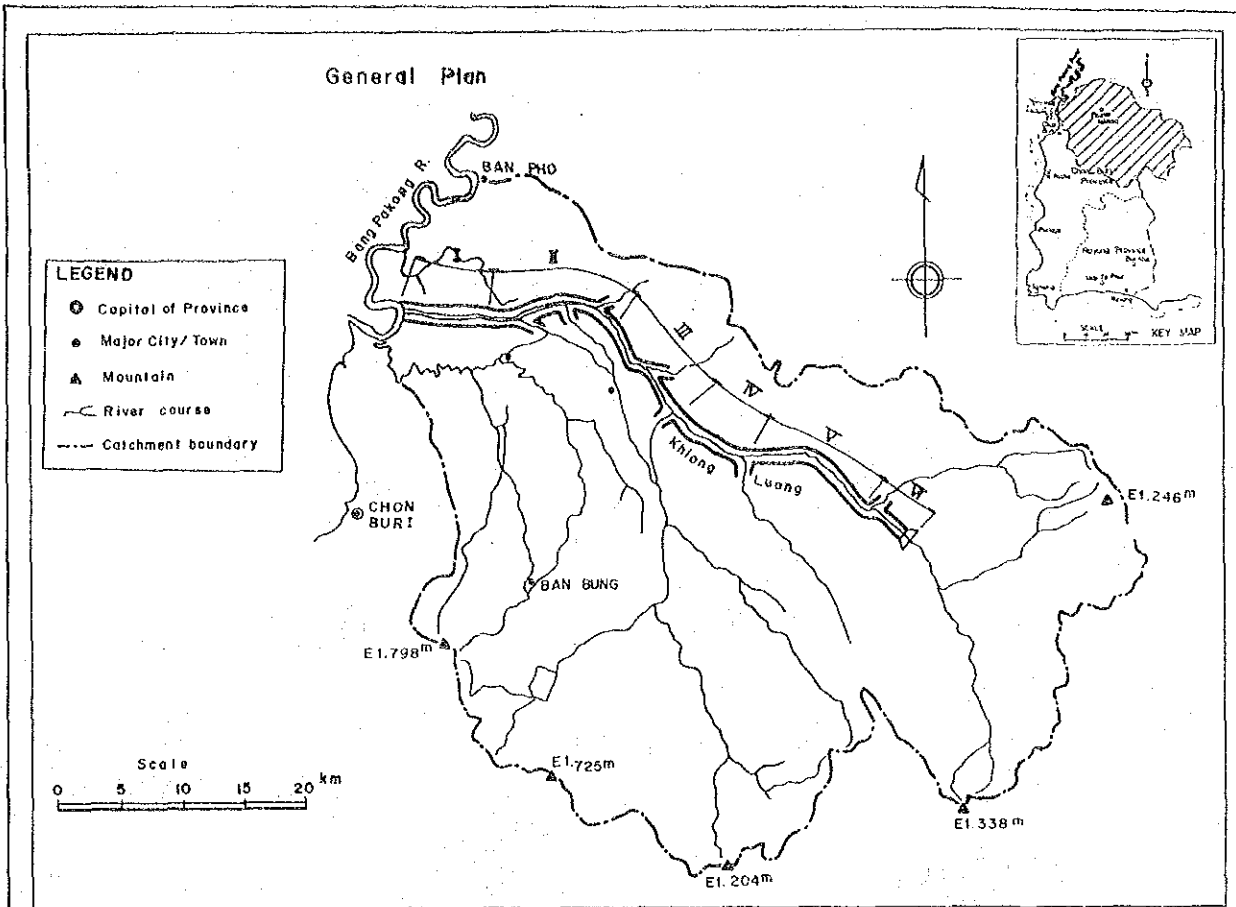 General Plan
BAN PHO
Bang Pakong R.
I
II
III
IV
V
VI
LEGEND
Capital of Province
Major City/Town
Mountain
River course
Catchment boundary
Khlong
Luang
CHON
BURI
BAN BUNG
El.246m
El.798m
El.725m
El.338m
El.204m
Scale
0 5 10 15 20 km
Province
SCALE
KEY MAP